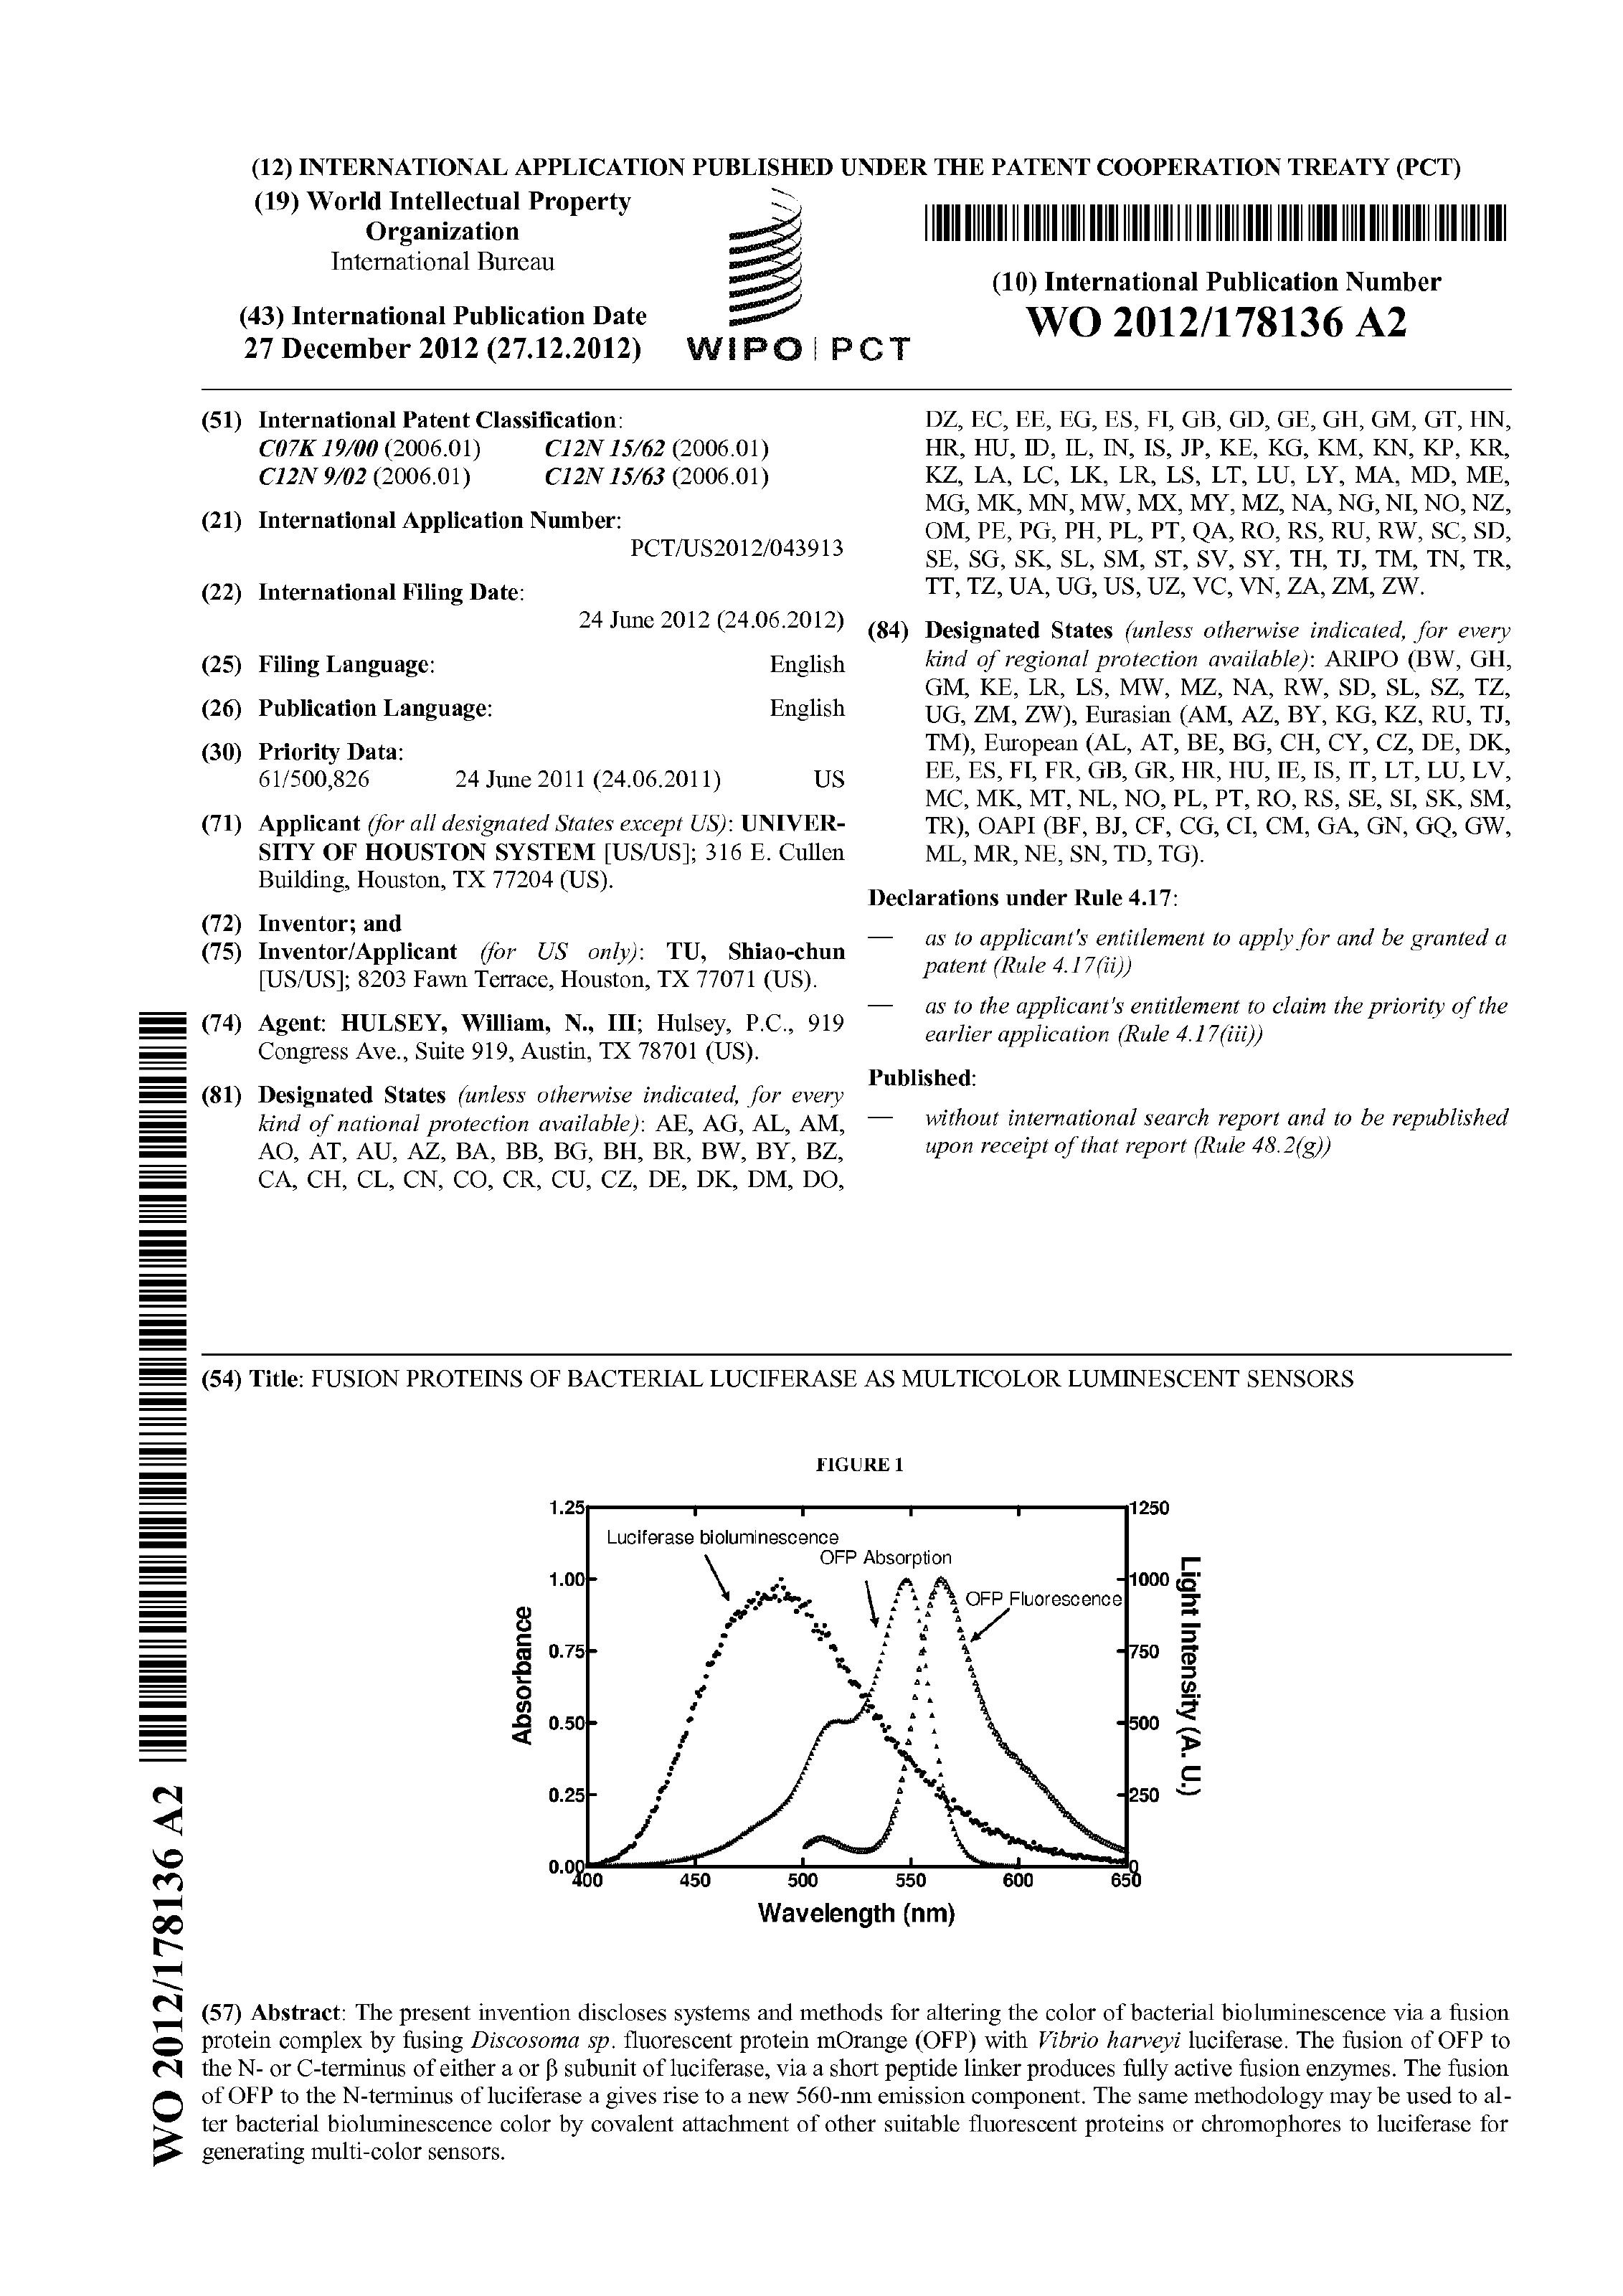 (12) INTERNATIONAL APPLICATION PUBLISHED UNDER THE PATENT COOPERATION TREATY (PCT)
(19) World Intellectual Property
Organization
International Bureau
(43) International Publication Date
27 December 2012 (27.12.2012)
WIPO | PCT
(10) International Publication Number
WO 2012/178136 A2
(51) International Patent Classification:
C07K 19/00 (2006.01) C12N 15/62 (2006.01)
C12N 9/02 (2006.01) C12N 15/63 (2006.01)
(21) International Application Number:
PCT/US2012/043913
(22) International Filing Date:
24 June 2012 (24.06.2012)
(25) Filing Language: English
(26) Publication Language: English
(30) Priority Data:
61/500,826 24 June 2011 (24.06.2011) US
(71) Applicant (for all designated States except US): UNIVER-
SITY OF HOUSTON SYSTEM [US/US]; 316 E. Cullen
Building, Houston, TX 77204 (US).
(72) Inventor; and
(75) Inventor/Applicant (for US only): TU, Shiao-chun
[US/US]; 8203 Fawn Terrace, Houston, TX 77071 (US).
(74) Agent: HULSEY, William, N., III; Hulsey, P.C., 919
Congress Ave., Suite 919, Austin, TX 78701 (US).
(81) Designated States (unless otherwise indicated, for every
kind of national protection available): AE, AG, AL, AM,
AO, AT, AU, AZ, BA, BB, BG, BH, BR, BW, BY, BZ,
CA, CH, CL, CN, CO, CR, CU, CZ, DE, DK, DM, DO,
DZ, EC, EE, EG, ES, FI, GB, GD, GE, GH, GM, GT, HN,
HR, HU, ID, IL, IN, IS, JP, KE, KG, KM, KN, KP, KR,
KZ, LA, LC, LK, LR, LS, LT, LU, LY, MA, MD, ME,
MG, MK, MN, MW, MX, MY, MZ, NA, NG, NI, NO, NZ,
OM, PE, PG, PH, PL, PT, QA, RO, RS, RU, RW, SC, SD,
SE, SG, SK, SL, SM, ST, SV, SY, TH, TJ, TM, TN, TR,
TT, TZ, UA, UG, US, UZ, VC, VN, ZA, ZM, ZW.
(84) Designated States (unless otherwise indicated, for every
kind of regional protection available): ARIPO (BW, GH,
GM, KE, LR, LS, MW, MZ, NA, RW, SD, SL, SZ, TZ,
UG, ZM, ZW), Eurasian (AM, AZ, BY, KG, KZ, RU, TJ,
TM), European (AL, AT, BE, BG, CH, CY, CZ, DE, DK,
EE, ES, FI, FR, GB, GR, HR, HU, IE, IS, IT, LT, LU, LV,
MC, MK, MT, NL, NO, PL, PT, RO, RS, SE, SI, SK, SM,
TR), OAPI (BF, BJ, CF, CG, CI, CM, GA, GN, GQ, GW,
ML, MR, NE, SN, TD, TG).
Declarations under Rule 4.17:
— as to applicant's entitlement to apply for and be granted a
patent (Rule 4.17(ii))
— as to the applicant's entitlement to claim the priority of the
earlier application (Rule 4.17(iii))
Published:
— without international search report and to be republished
upon receipt of that report (Rule 48.2(g))
(54) Title: FUSION PROTEINS OF BACTERIAL LUCIFERASE AS MULTICOLOR LUMINESCENT SENSORS
FIGURE 1
1.25 1250
Luciferase bioluminescence
OFP Absorption
1.00 1000
OFP Fluorescence
0.75 750
0.50 500
0.25 250
0.00 0
400 450 500 550 600 650
Absorbance
Light Intensity (A. U.)
Wavelength (nm)
(57) Abstract: The present invention discloses systems and methods for altering the color of bacterial bioluminescence via a fusion
protein complex by fusing Discosoma sp. fluorescent protein mOrange (OFP) with Vibrio harveyi luciferase. The fusion of OFP to
the N- or C-terminus of either a or β subunit of luciferase, via a short peptide linker produces fully active fusion enzymes. The fusion
of OFP to the N-terminus of luciferase a gives rise to a new 560-nm emission component. The same methodology may be used to al-
ter bacterial bioluminescence color by covalent attachment of other suitable fluorescent proteins or chromophores to luciferase for
generating multi-color sensors.
WO 2012/178136 A2